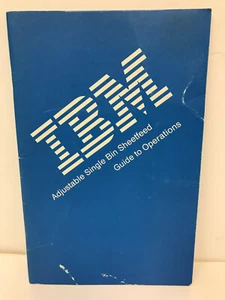 IBM
Adjustable Single Bin Sheetfeed
Guide to Operations